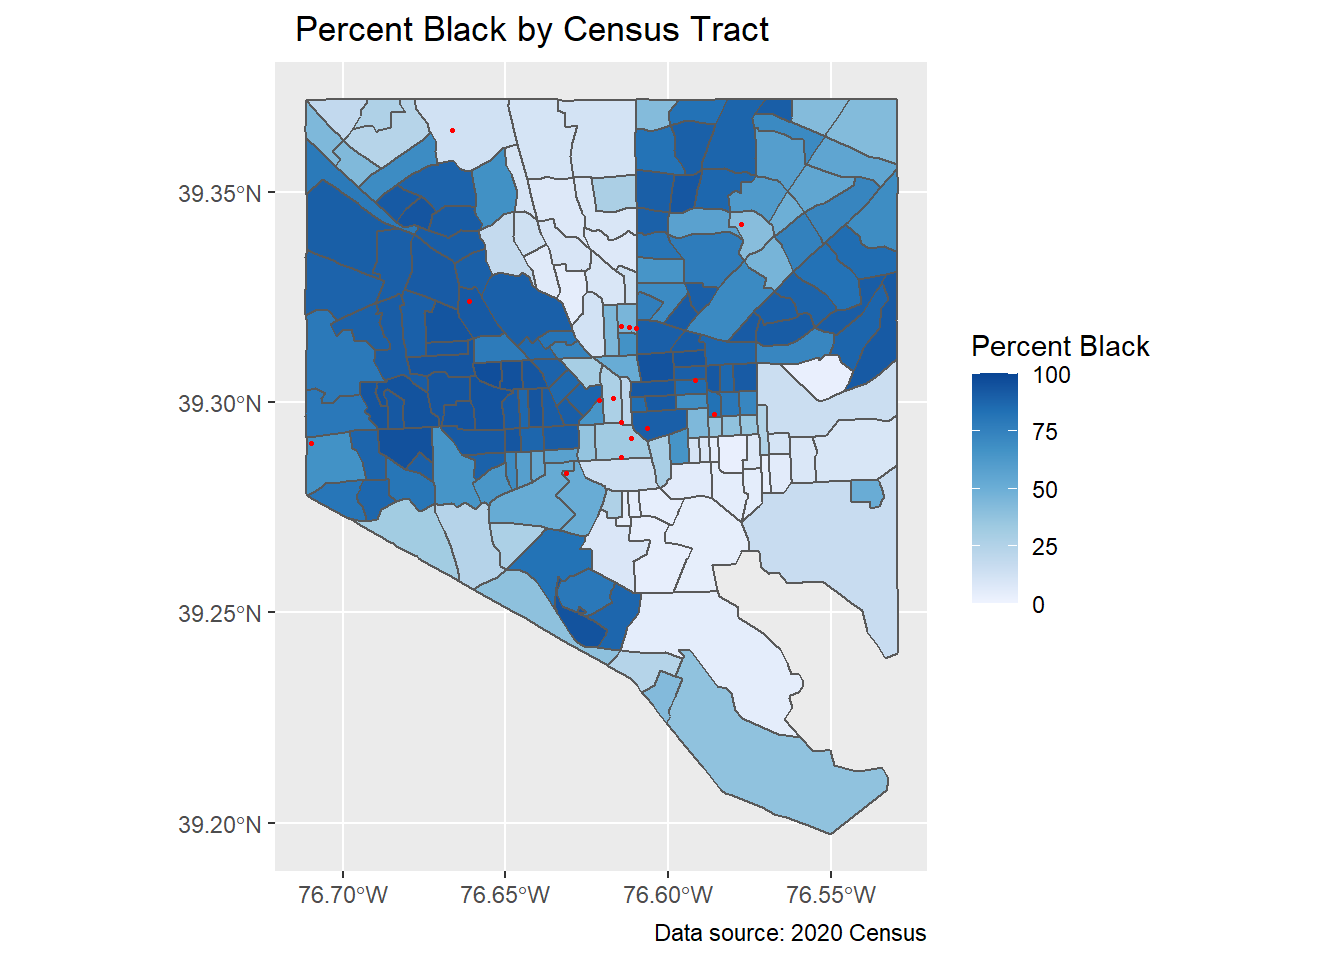 Percent Black by Census Tract
39.35°N
39.30°N
39.25°N
39.20°N
76.70°W
76.65°W
76.60°W
76.55°W
Percent Black
100
75
50
25
0
Data source: 2020 Census